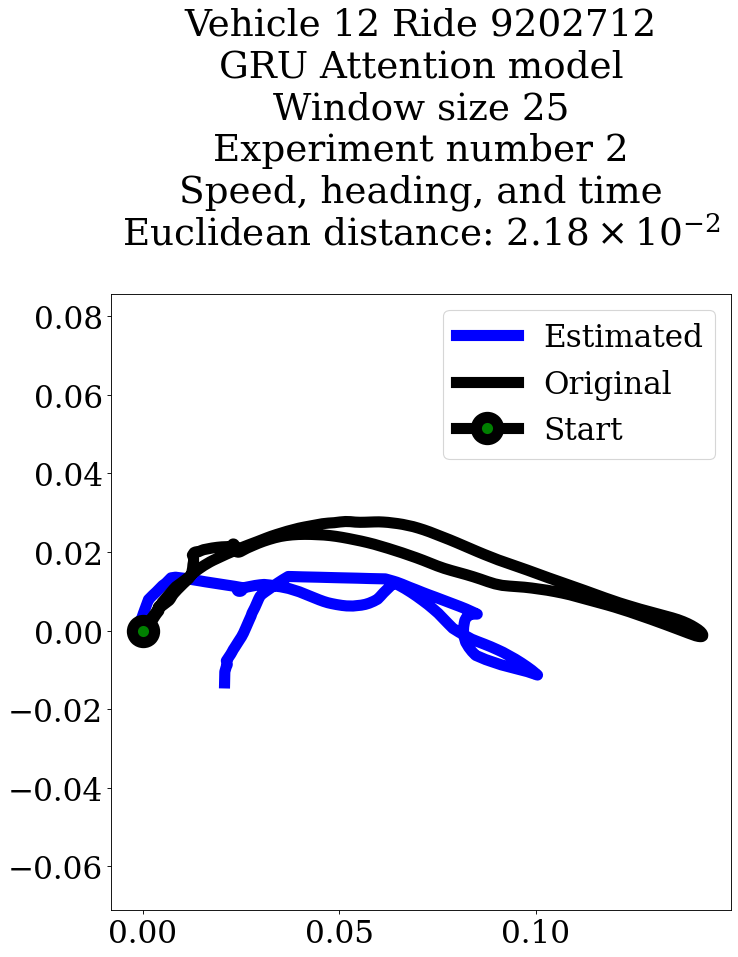 Vehicle 12 Ride 9202712
GRU Attention model
Window size 25
Experiment number 2
Speed, heading, and time
Euclidean distance: 2.18 × 10⁻²
Estimated
Original
Start
0.08
0.06
0.04
0.02
0.00
−0.02
−0.04
−0.06
0.00 0.05 0.10